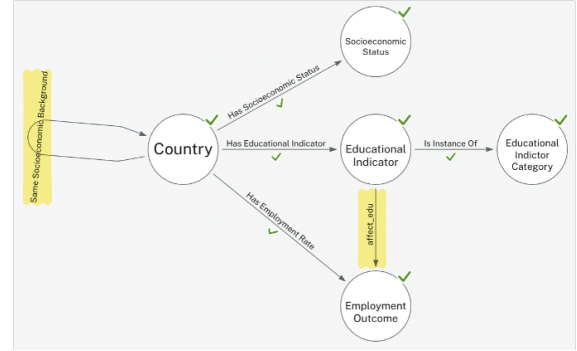 Socioeconomic
Status
Has Socioeconomic Status
Same Socioeconomic Background
Country
Has Educational Indicator
Educational
Indicator
Is Instance Of
Educational
Indictor
Category
Has Employment Rate
affect_edu
Employment
Outcome